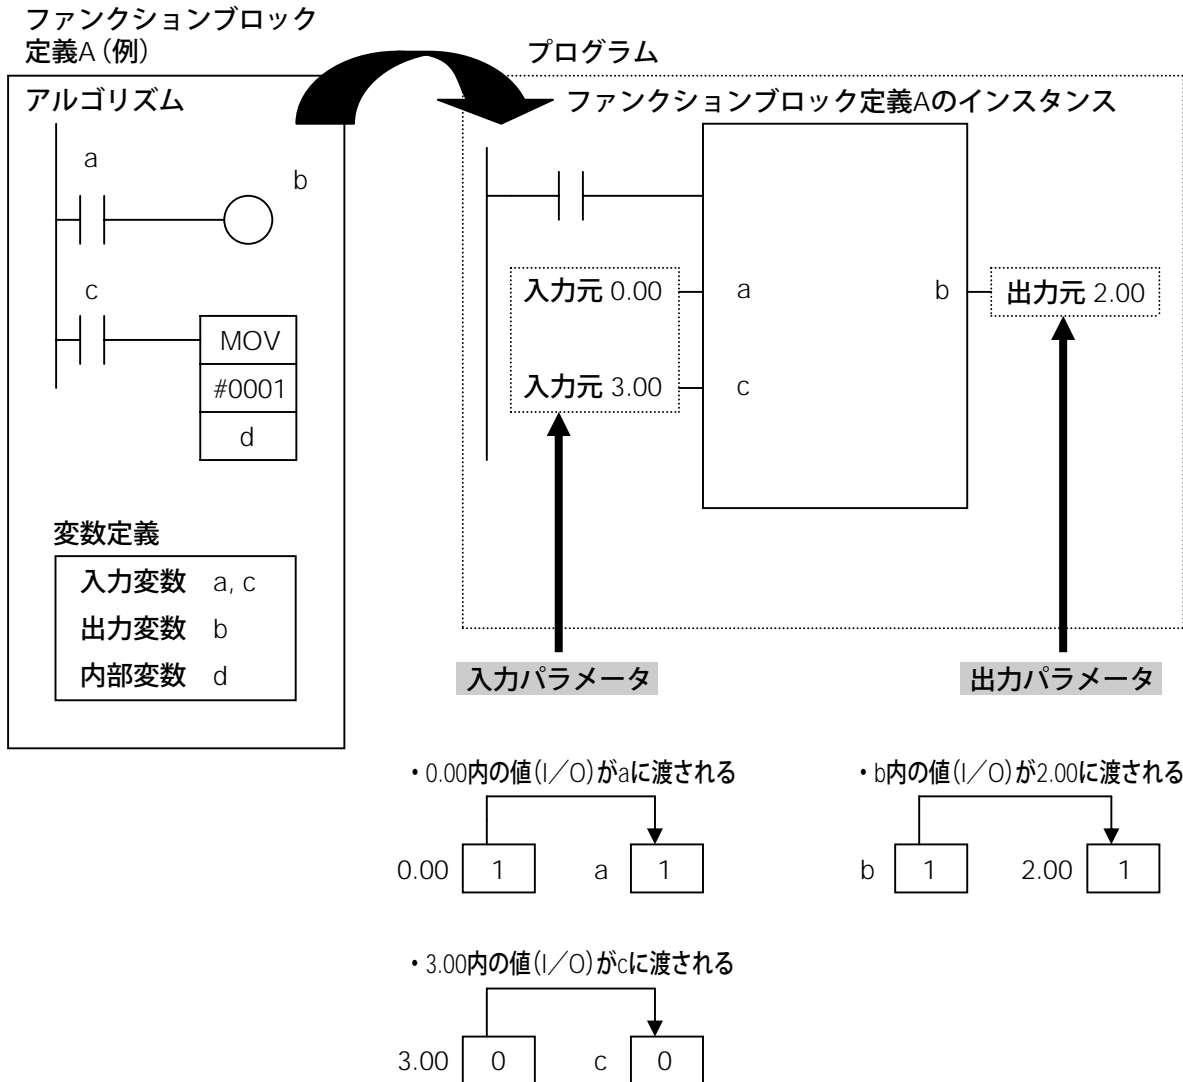 ファンクションブロック
定義A（例）
アルゴリズム
a
b
c
MOV
#0001
d
変数定義
入力変数 a, c
出力変数 b
内部変数 d
プログラム
ファンクションブロック定義Aのインスタンス
入力元 0.00
a
b
出力元 2.00
入力元 3.00
c
入力パラメータ
出力パラメータ
・0.00内の値(I／O)がaに渡される
0.00 1 a 1
・b内の値(I／O)が2.00に渡される
b 1 2.00 1
・3.00内の値(I／O)がcに渡される
3.00 0 c 0